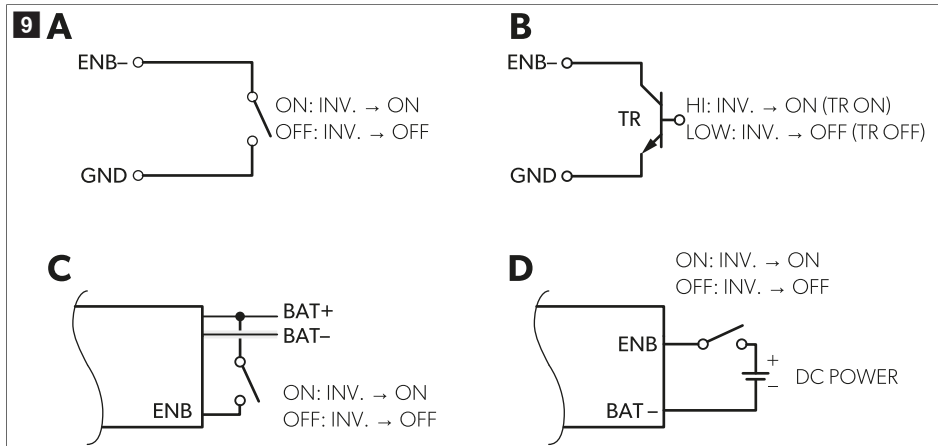 9 A
ENB–
ON: INV. → ON
OFF: INV. → OFF
GND
B
ENB–
TR
HI: INV. → ON (TR ON)
LOW: INV. → OFF (TR OFF)
GND
C
BAT+
BAT–
ENB
ON: INV. → ON
OFF: INV. → OFF
D
ON: INV. → ON
OFF: INV. → OFF
ENB
+
–
DC POWER
BAT –